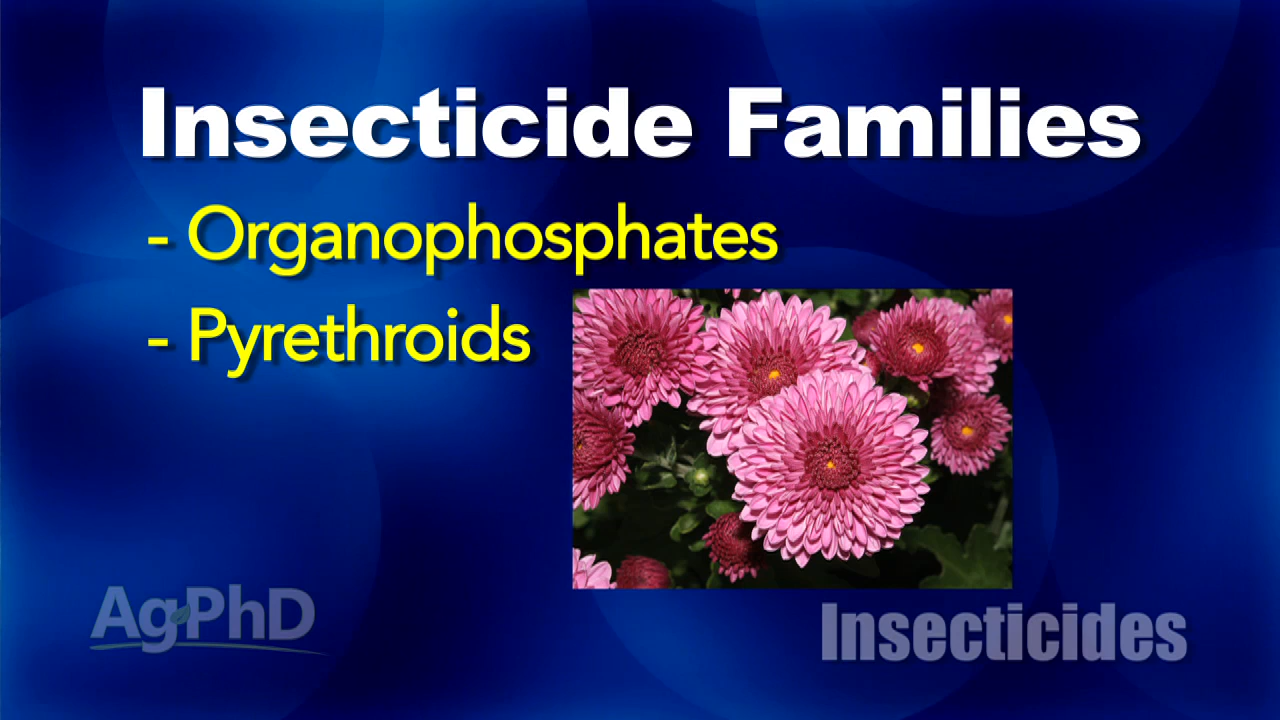 Insecticide Families
- Organophosphates
- Pyrethroids
AgPhD
Insecticides